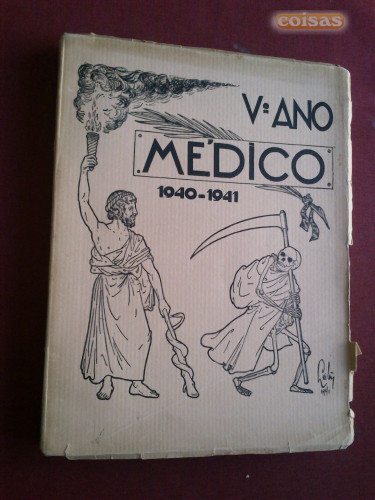 coisas
Vº ANO
MÉDICO
1940-1941